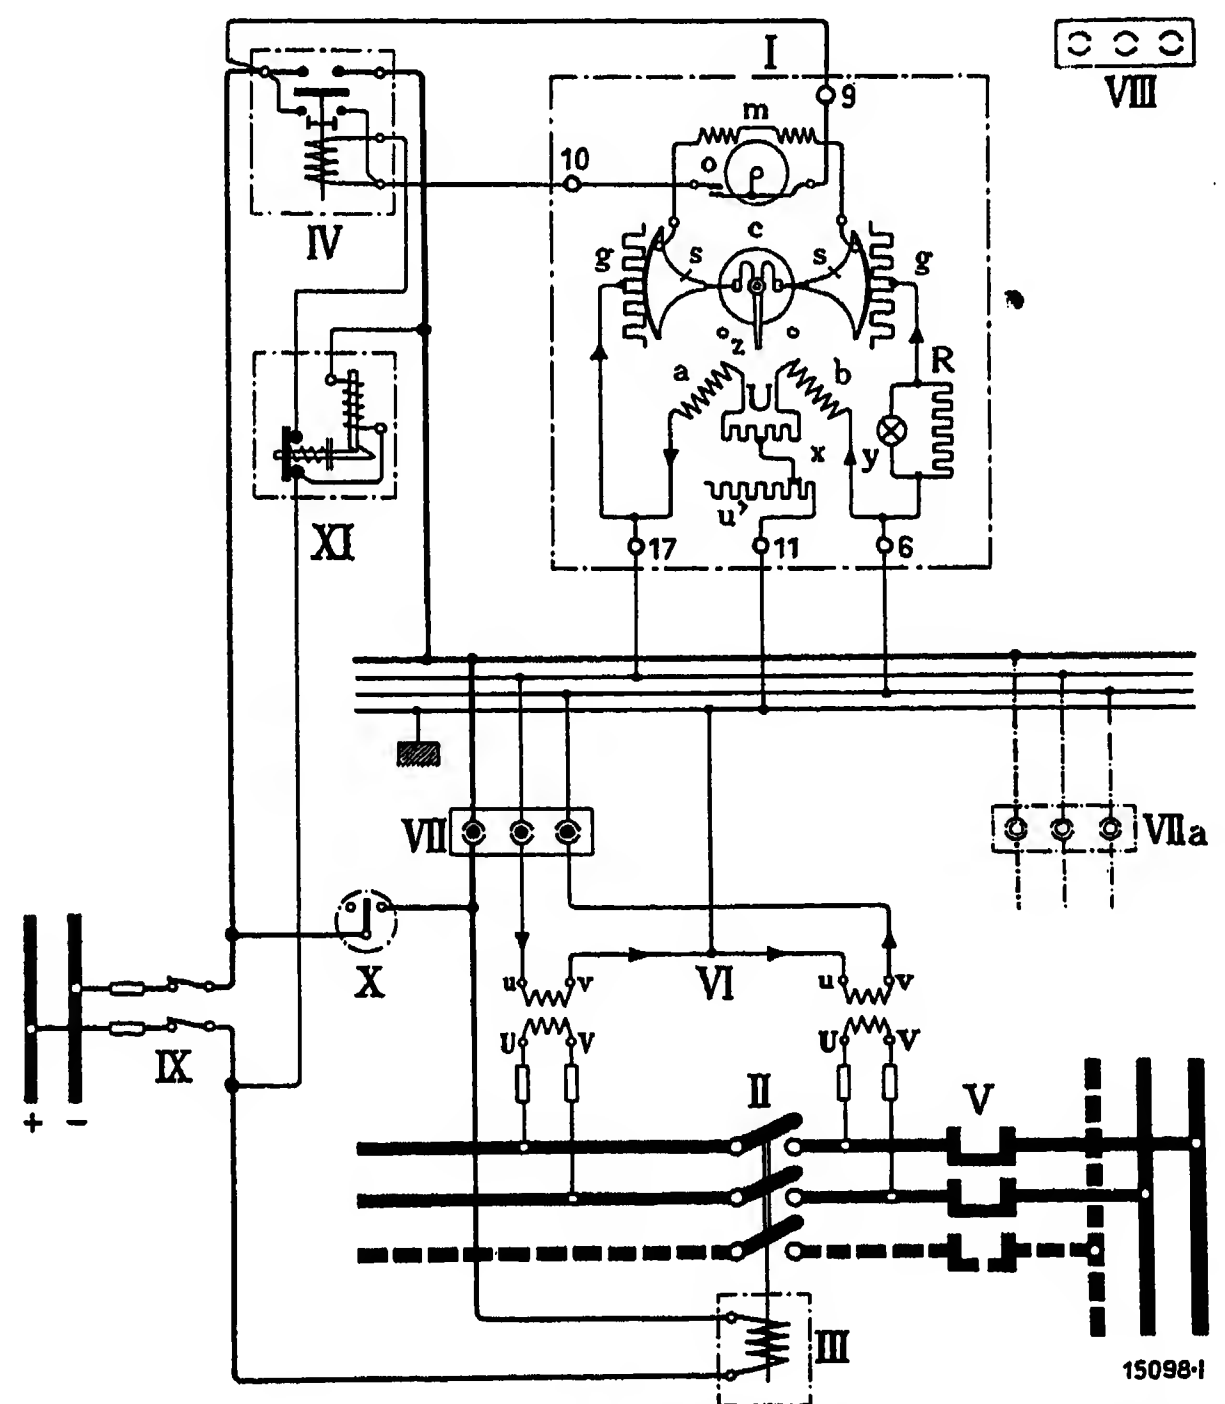 I
VIII
9
m
10
o
IV
c
g
s
s
g
z
a
b
R
U
x
y
u'
XI
17
11
6
VII
VIIa
X
u
v
VI
u
v
IX
U
V
U
V
II
V
+
-
III
15098·I